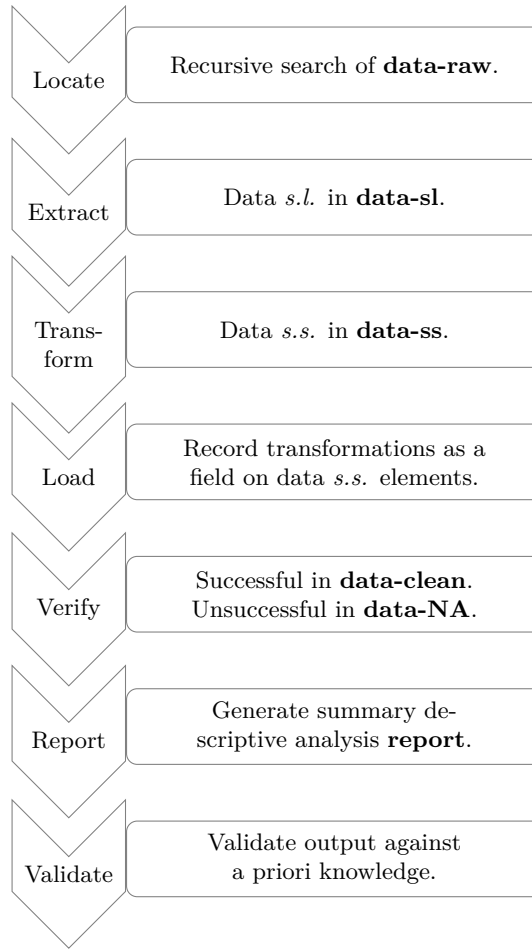 Locate
Recursive search of data-raw.
Extract
Data s.l. in data-sl.
Trans-
form
Data s.s. in data-ss.
Load
Record transformations as a
field on data s.s. elements.
Verify
Successful in data-clean.
Unsuccessful in data-NA.
Report
Generate summary de-
scriptive analysis report.
Validate
Validate output against
a priori knowledge.